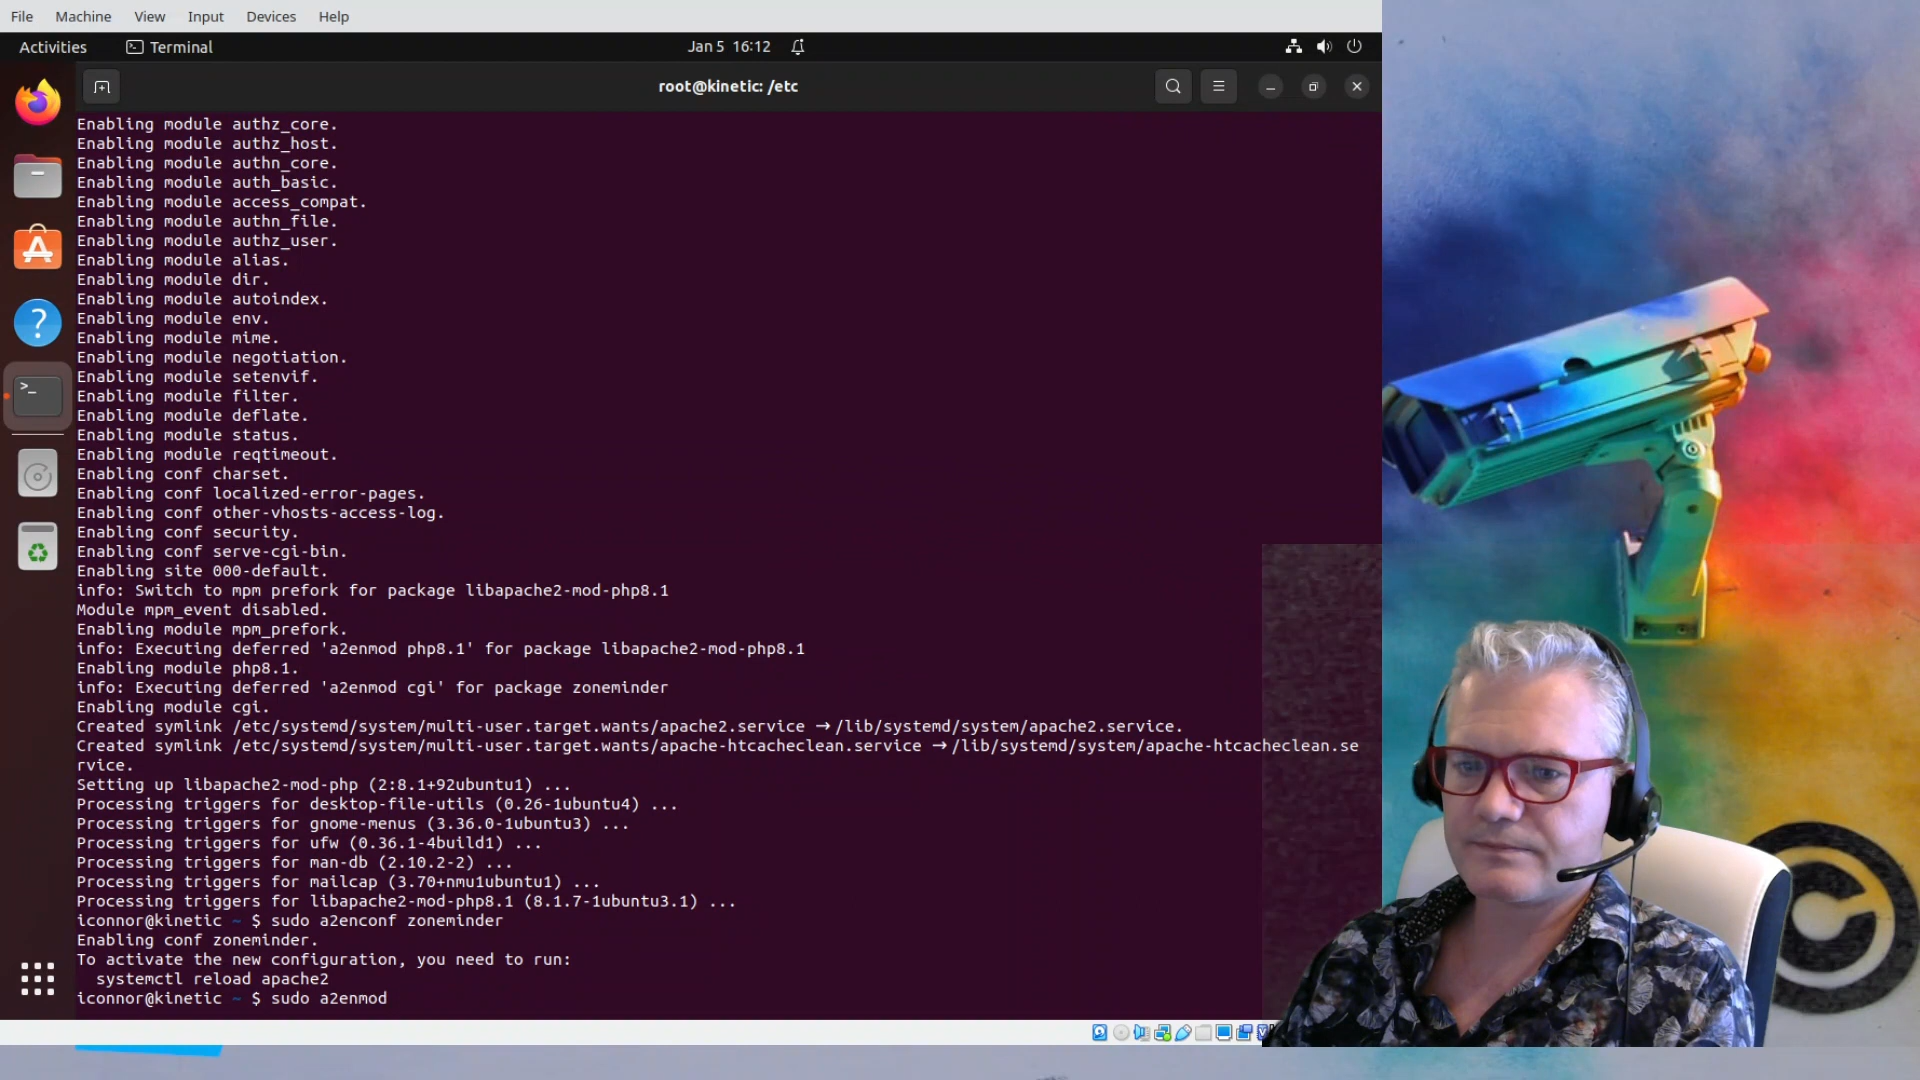 File Machine View Input Devices Help
Activities Terminal Jan 5 16:12
root@kinetic: /etc
Enabling module authz_core.
Enabling module authz_host.
Enabling module authn_core.
Enabling module auth_basic.
Enabling module access_compat.
Enabling module authn_file.
Enabling module authz_user.
Enabling module alias.
Enabling module dir.
Enabling module autoindex.
Enabling module env.
Enabling module mime.
Enabling module negotiation.
Enabling module setenvif.
Enabling module filter.
Enabling module deflate.
Enabling module status.
Enabling module reqtimeout.
Enabling conf charset.
Enabling conf localized-error-pages.
Enabling conf other-vhosts-access-log.
Enabling conf security.
Enabling conf serve-cgi-bin.
Enabling site 000-default.
info: Switch to mpm prefork for package libapache2-mod-php8.1
Module mpm_event disabled.
Enabling module mpm_prefork.
info: Executing deferred 'a2enmod php8.1' for package libapache2-mod-php8.1
Enabling module php8.1.
info: Executing deferred 'a2enmod cgi' for package zoneminder
Enabling module cgi.
Created symlink /etc/systemd/system/multi-user.target.wants/apache2.service → /lib/systemd/system/apache2.service.
Created symlink /etc/systemd/system/multi-user.target.wants/apache-htcacheclean.service → /lib/systemd/system/apache-htcacheclean.se
rvice.
Setting up libapache2-mod-php (2:8.1+92ubuntu1) ...
Processing triggers for desktop-file-utils (0.26-1ubuntu4) ...
Processing triggers for gnome-menus (3.36.0-1ubuntu3) ...
Processing triggers for ufw (0.36.1-4build1) ...
Processing triggers for man-db (2.10.2-2) ...
Processing triggers for mailcap (3.70+nmu1ubuntu1) ...
Processing triggers for libapache2-mod-php8.1 (8.1.7-1ubuntu3.1) ...
iconnor@kinetic ~ $ sudo a2enconf zoneminder
Enabling conf zoneminder.
To activate the new configuration, you need to run:
  systemctl reload apache2
iconnor@kinetic ~ $ sudo a2enmod